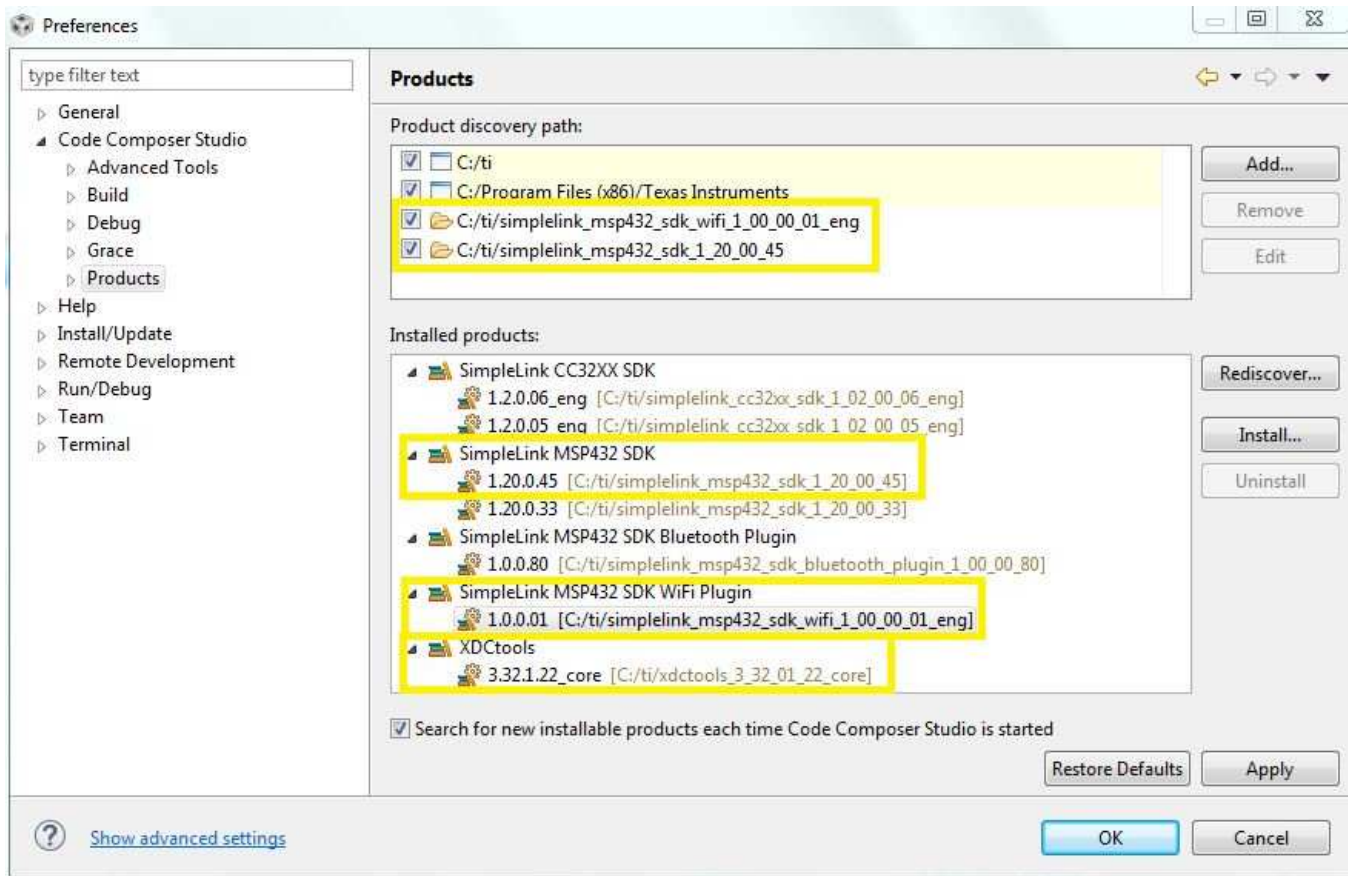 Preferences
type filter text
General
Code Composer Studio
Advanced Tools
Build
Debug
Grace
Products
Help
Install/Update
Remote Development
Run/Debug
Team
Terminal
Products
Product discovery path:
C:/ti
C:/Program Files (x86)/Texas Instruments
C:/ti/simplelink_msp432_sdk_wifi_1_00_00_01_eng
C:/ti/simplelink_msp432_sdk_1_20_00_45
Add...
Remove
Edit
Installed products:
SimpleLink CC32XX SDK
1.2.0.06_eng [C:/ti/simplelink_cc32xx_sdk_1_02_00_06_eng]
1.2.0.05_eng [C:/ti/simplelink_cc32xx_sdk_1_02_00_05_eng]
SimpleLink MSP432 SDK
1.20.0.45 [C:/ti/simplelink_msp432_sdk_1_20_00_45]
1.20.0.33 [C:/ti/simplelink_msp432_sdk_1_20_00_33]
SimpleLink MSP432 SDK Bluetooth Plugin
1.0.0.80 [C:/ti/simplelink_msp432_sdk_bluetooth_plugin_1_00_00_80]
SimpleLink MSP432 SDK WiFi Plugin
1.0.0.01 [C:/ti/simplelink_msp432_sdk_wifi_1_00_00_01_eng]
XDCtools
3.32.1.22_core [C:/ti/xdctools_3_32_01_22_core]
Rediscover...
Install...
Uninstall
Search for new installable products each time Code Composer Studio is started
Restore Defaults
Apply
Show advanced settings
OK
Cancel